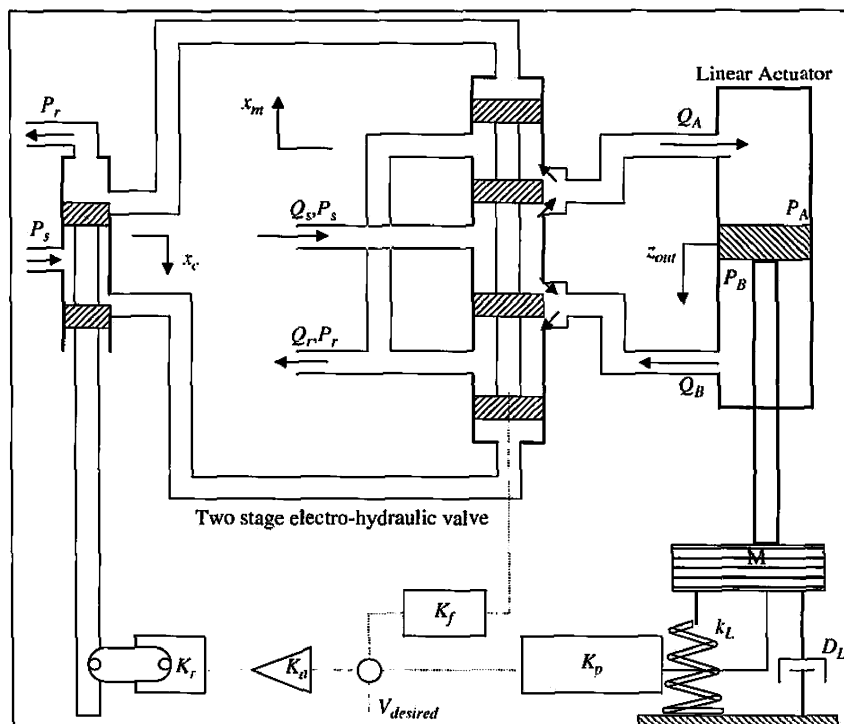 Linear Actuator
P_r
x_m
Q_A
Q_s,P_s
P_A
P_s
x_c
z_out
P_B
Q_r,P_r
Q_B
Two stage electro-hydraulic valve
M
K_f
k_L
D_L
K_r
K_a
K_p
V_desired